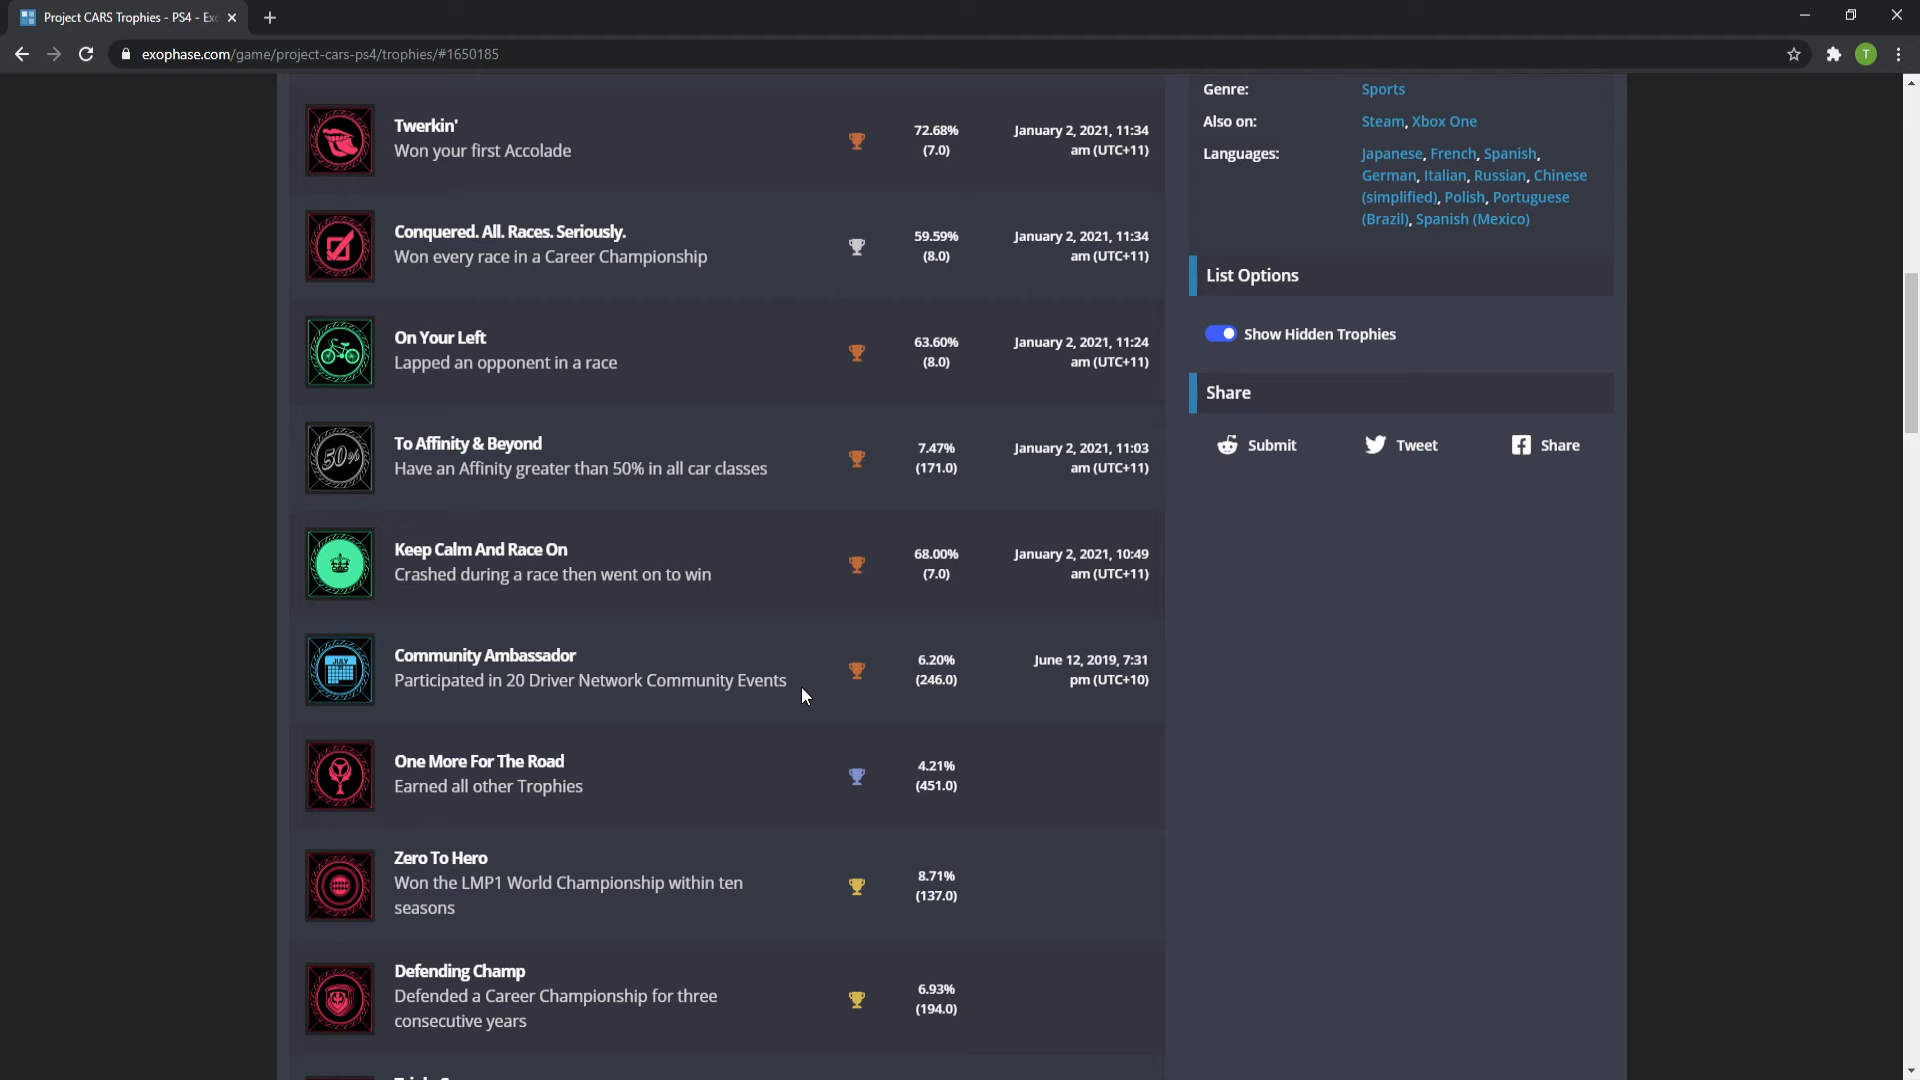 Project CARS Trophies - PS4 - Exo
exophase.com/game/project-cars-ps4/trophies/#1650185
T
Twerkin'
Won your first Accolade
72.68%
(7.0)
January 2, 2021, 11:34
am (UTC+11)
Conquered. All. Races. Seriously.
Won every race in a Career Championship
59.59%
(8.0)
January 2, 2021, 11:34
am (UTC+11)
On Your Left
Lapped an opponent in a race
63.60%
(8.0)
January 2, 2021, 11:24
am (UTC+11)
50%
To Affinity & Beyond
Have an Affinity greater than 50% in all car classes
7.47%
(171.0)
January 2, 2021, 11:03
am (UTC+11)
Keep Calm And Race On
Crashed during a race then went on to win
68.00%
(7.0)
January 2, 2021, 10:49
am (UTC+11)
JULY
Community Ambassador
Participated in 20 Driver Network Community Events
6.20%
(246.0)
June 12, 2019, 7:31
pm (UTC+10)
One More For The Road
Earned all other Trophies
4.21%
(451.0)
Zero To Hero
Won the LMP1 World Championship within ten
seasons
8.71%
(137.0)
Defending Champ
Defended a Career Championship for three
consecutive years
6.93%
(194.0)
Genre:
Sports
Also on:
Steam, Xbox One
Languages:
Japanese, French, Spanish,
German, Italian, Russian, Chinese
(simplified), Polish, Portuguese
(Brazil), Spanish (Mexico)
List Options
Show Hidden Trophies
Share
Submit
Tweet
Share